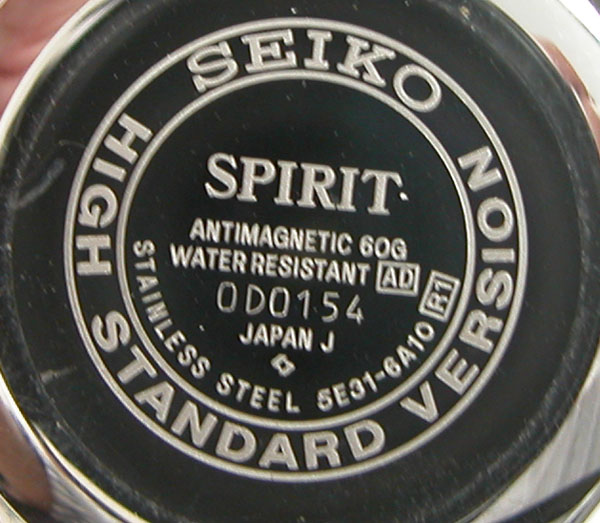 SEIKO
HIGH STANDARD VERSION
SPIRIT
ANTIMAGNETIC 60G
WATER RESISTANT AD
0D0154
JAPAN J
STAINLESS STEEL 5E31-6A10 R1